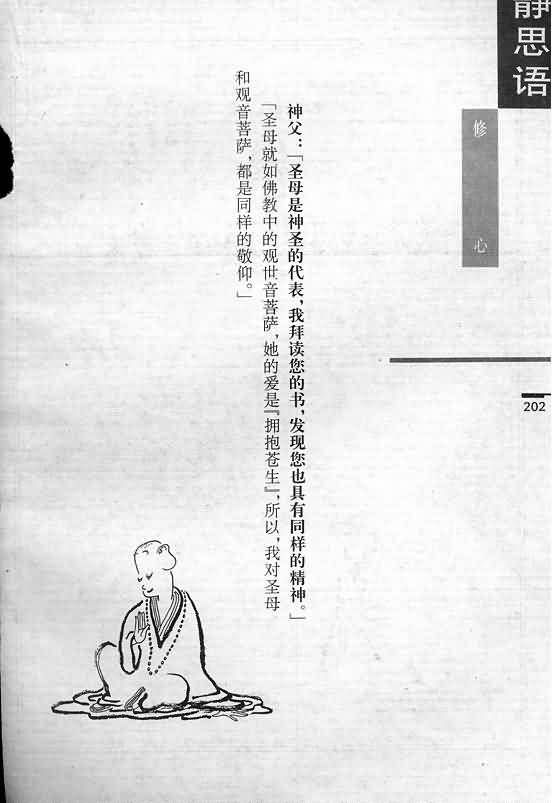 静思语
修心
202
神父：「圣母是神圣的代表，我拜读您的书，发现您也具有同样的精神。」
「圣母就如佛教中的观世音菩萨，她的爱是『拥抱苍生』，所以，我对圣母
和观音菩萨，都是同样的敬仰。」